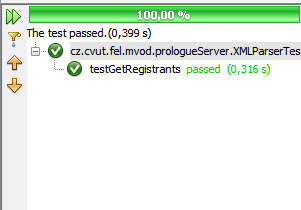 100,00 %
The test passed.(0,399 s)
cz.cvut.fel.mvod.prologueServer.XMLParserTes
testGetRegistrants passed (0,316 s)